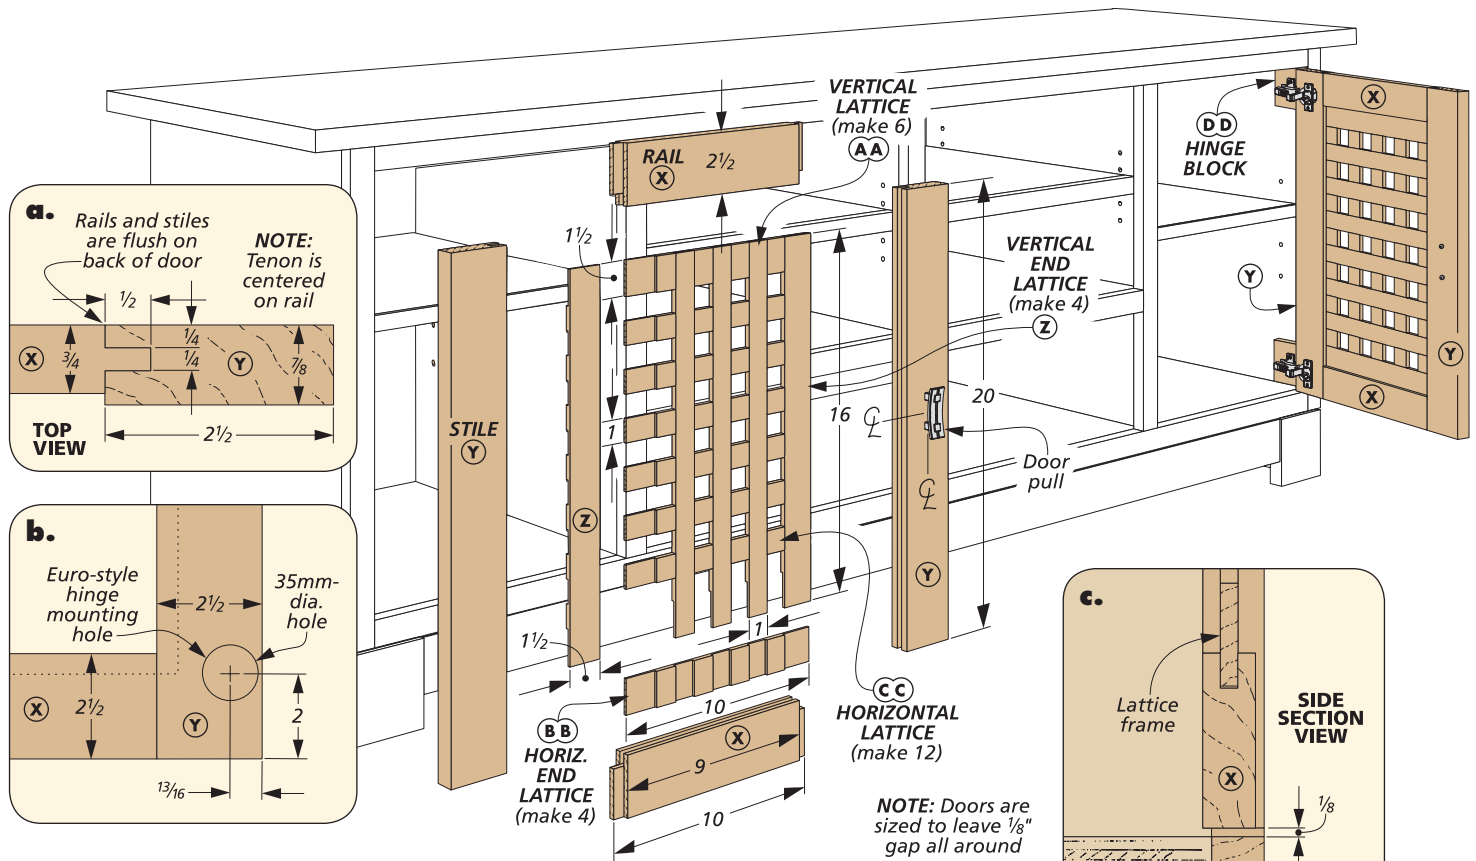 VERTICAL
LATTICE
(make 6)
AA
RAIL
X
2½
DD
HINGE
BLOCK
X
Y
Y
X
1½
1
STILE
Y
Z
VERTICAL
END
LATTICE
(make 4)
Z
16
20
℄
℄
Door
pull
Y
1
1½
10
BB
HORIZ.
END
LATTICE
(make 4)
CC
HORIZONTAL
LATTICE
(make 12)
X
9
10
NOTE: Doors are
sized to leave ⅛"
gap all around
a.
Rails and stiles
are flush on
back of door
NOTE:
Tenon is
centered
on rail
½
X
¾
¼
¼
Y
⅞
TOP
VIEW
2½
b.
Euro-style
hinge
mounting
hole
35mm-
dia.
hole
2½
X
2½
Y
2
13/16
c.
Lattice
frame
SIDE
SECTION
VIEW
X
⅛